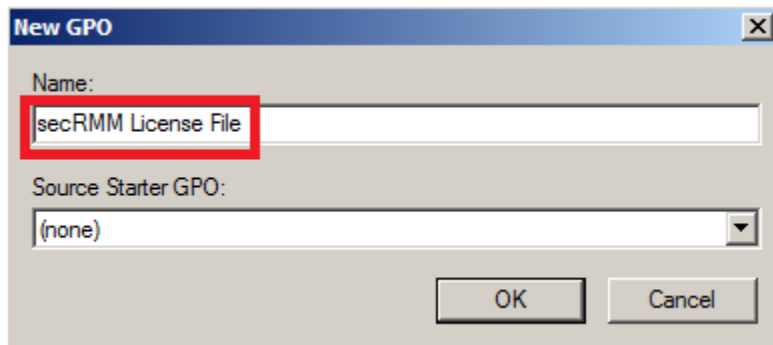 New GPO
Name:
secRMM License File
Source Starter GPO:
(none)
OK Cancel